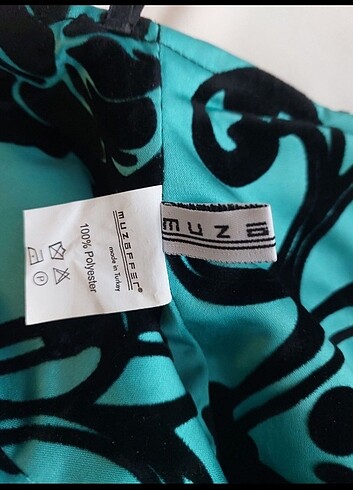 muzaffer®
made in Turkey
100% Polyester
P
muza